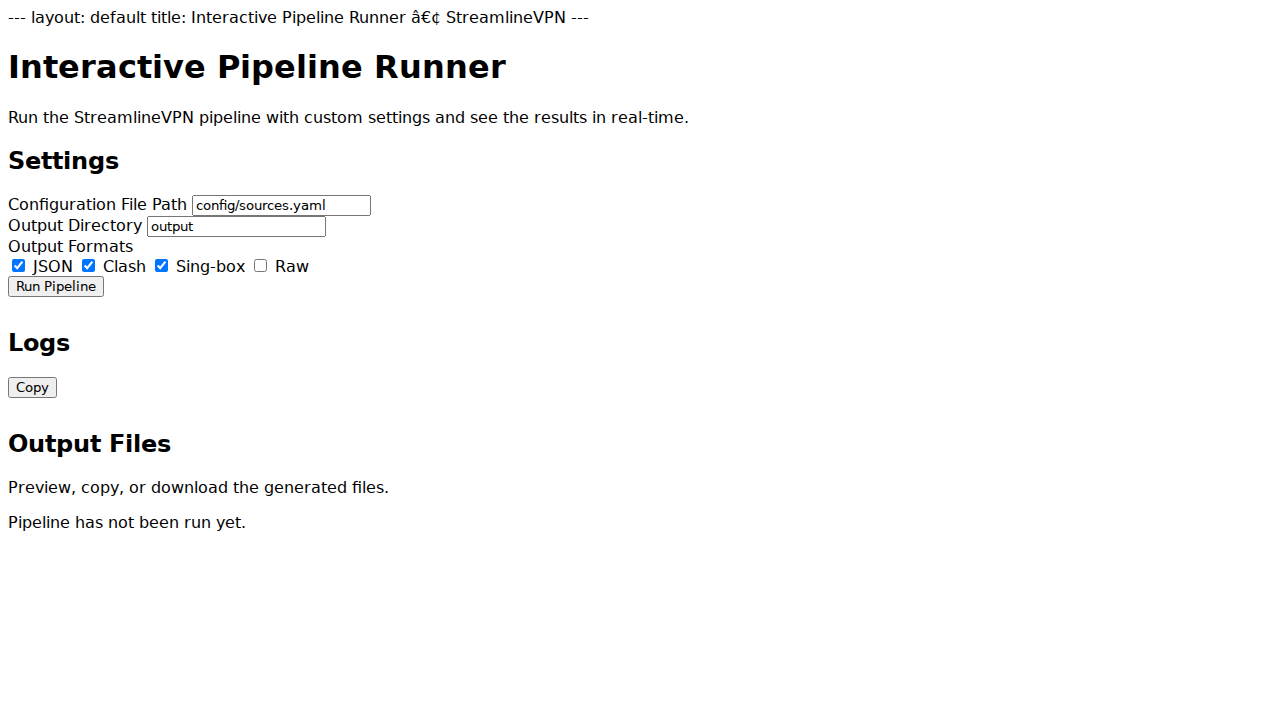 --- layout: default title: Interactive Pipeline Runner â€¢ StreamlineVPN ---
Interactive Pipeline Runner
Run the StreamlineVPN pipeline with custom settings and see the results in real-time.
Settings
Configuration File Path config/sources.yaml
Output Directory output
Output Formats
JSON Clash Sing-box Raw
Run Pipeline
Logs
Copy
Output Files
Preview, copy, or download the generated files.
Pipeline has not been run yet.